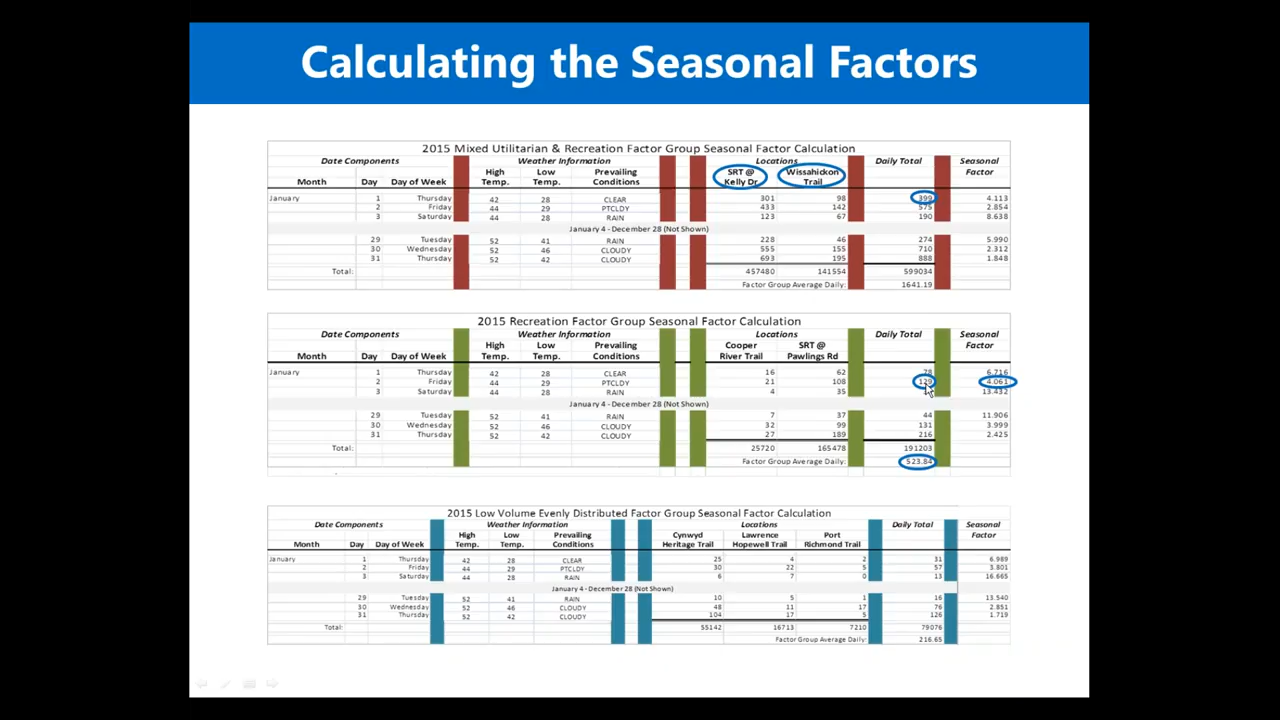 Calculating the Seasonal Factors
2015 Mixed Utilitarian & Recreation Factor Group Seasonal Factor Calculation
Date Components Weather Information Locations Daily Total Seasonal Factor
Month Day Day of Week High Temp. Low Temp. Prevailing Conditions SRT @ Kelly Dr Wissahickon Trail
January 1 Thursday 42 28 CLEAR 301 98 399 4.113
2 Friday 44 29 PTCLDY 433 142 575 2.854
3 Saturday 44 28 RAIN 123 67 190 8.638
January 4 - December 28 (Not Shown)
29 Tuesday 52 41 RAIN 228 46 274 5.990
30 Wednesday 52 46 CLOUDY 555 155 710 2.312
31 Thursday 52 42 CLOUDY 693 195 888 1.848
Total: 457480 141554 599034
Factor Group Average Daily: 1641.19
2015 Recreation Factor Group Seasonal Factor Calculation
Date Components Weather Information Locations Daily Total Seasonal Factor
Month Day Day of Week High Temp. Low Temp. Prevailing Conditions Cooper River Trail SRT @ Pawlings Rd
January 1 Thursday 42 28 CLEAR 16 62 78 6.716
2 Friday 44 29 PTCLDY 21 108 129 4.061
3 Saturday 44 28 RAIN 4 35 13.432
January 4 - December 28 (Not Shown)
29 Tuesday 52 41 RAIN 7 37 44 11.906
30 Wednesday 52 46 CLOUDY 32 99 131 3.999
31 Thursday 52 42 CLOUDY 27 189 216 2.425
Total: 25720 165478 191203
Factor Group Average Daily: 523.84
2015 Low Volume Evenly Distributed Factor Group Seasonal Factor Calculation
Date Components Weather Information Locations Daily Total Seasonal Factor
Month Day Day of Week High Temp. Low Temp. Prevailing Conditions Cynwyd Heritage Trail Lawrence Hopewell Trail Port Richmond Trail
January 1 Thursday 42 28 CLEAR 25 4 2 31 6.989
2 Friday 44 29 PTCLDY 30 22 5 57 3.801
3 Saturday 44 28 RAIN 6 7 0 13 16.665
January 4 - December 28 (Not Shown)
29 Tuesday 52 41 RAIN 10 5 1 16 13.540
30 Wednesday 52 46 CLOUDY 48 11 17 76 2.851
31 Thursday 52 42 CLOUDY 104 17 5 126 1.719
Total: 55142 16713 7210 79076
Factor Group Average Daily: 216.65